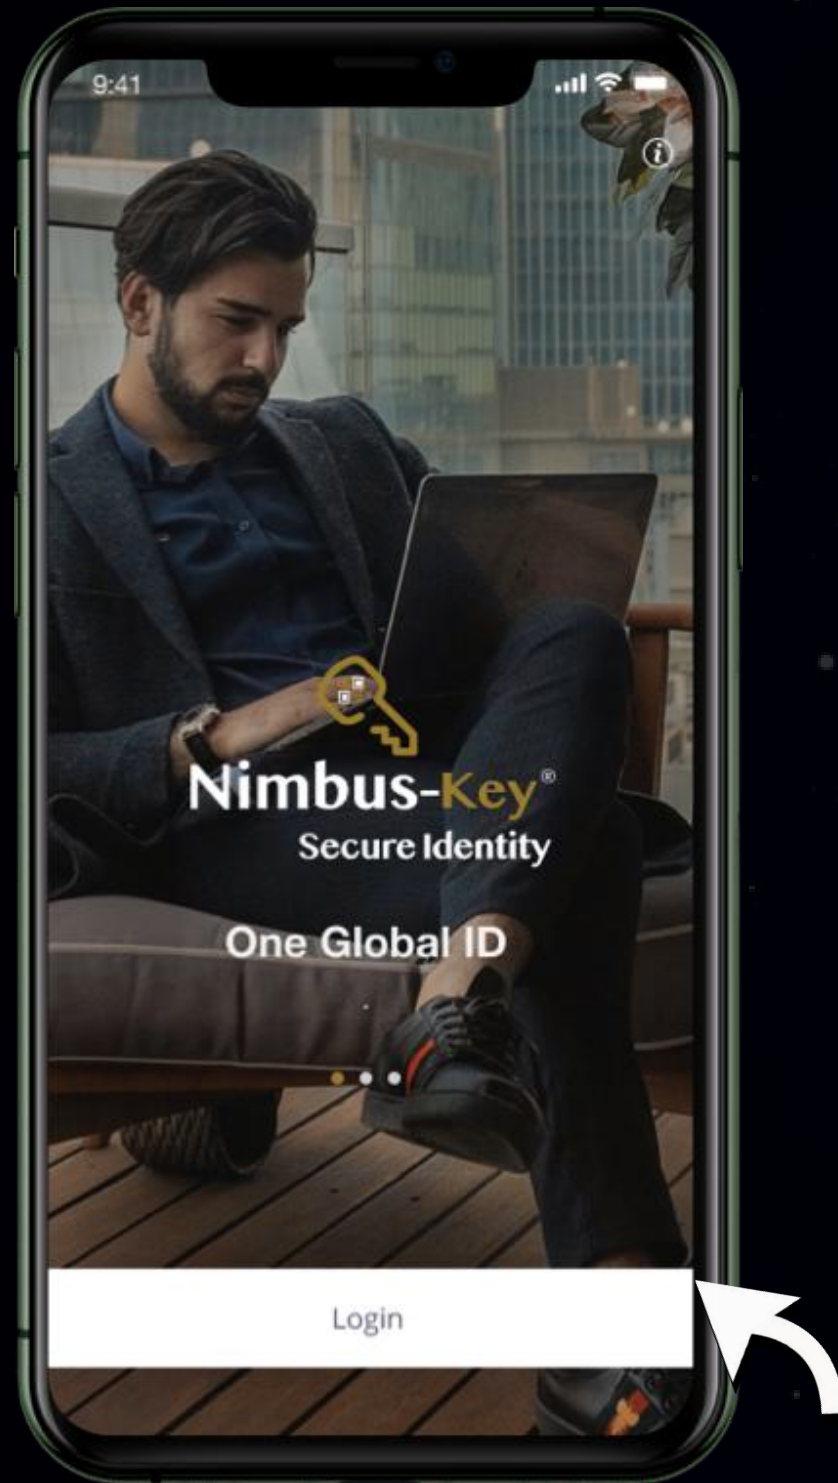 9:41
i
Nimbus-Key®
Secure Identity
One Global ID
Login